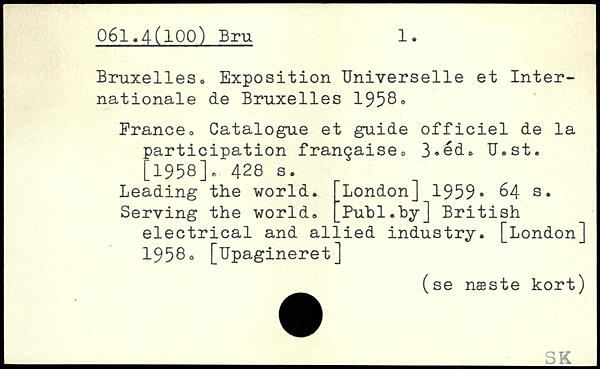 061.4(100) Bru 1.
Bruxelles. Exposition Universelle et Inter-
nationale de Bruxelles 1958.
France. Catalogue et guide officiel de la
participation française. 3.éd. U.st.
[1958]. 428 s.
Leading the world. [London] 1959. 64 s.
Serving the world. [Publ.by] British
electrical and allied industry. [London]
1958. [Upagineret]
(se næste kort)
SK